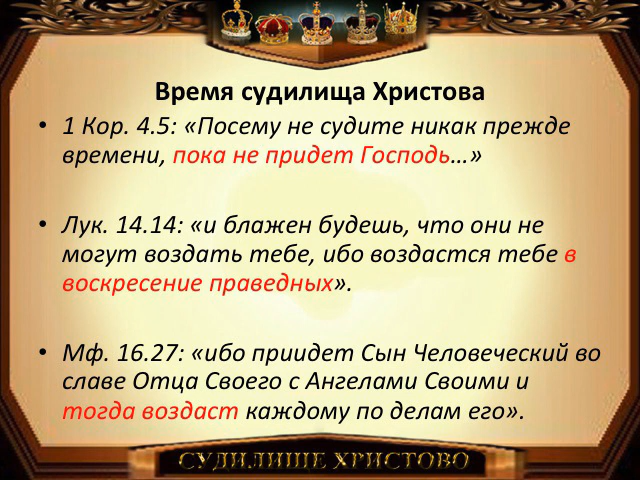 Время судилища Христова
• 1 Кор. 4.5: «Посему не судите никак прежде
времени, пока не придет Господь…»
• Лук. 14.14: «и блажен будешь, что они не
могут воздать тебе, ибо воздастся тебе в
воскресение праведных».
• Мф. 16.27: «ибо приидет Сын Человеческий во
славе Отца Своего с Ангелами Своими и
тогда воздаст каждому по делам его».
СУДИЛИЩЕ ХРИСТОВО